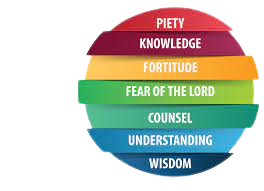 PIETY
KNOWLEDGE
FORTITUDE
FEAR OF THE LORD
COUNSEL
UNDERSTANDING
WISDOM